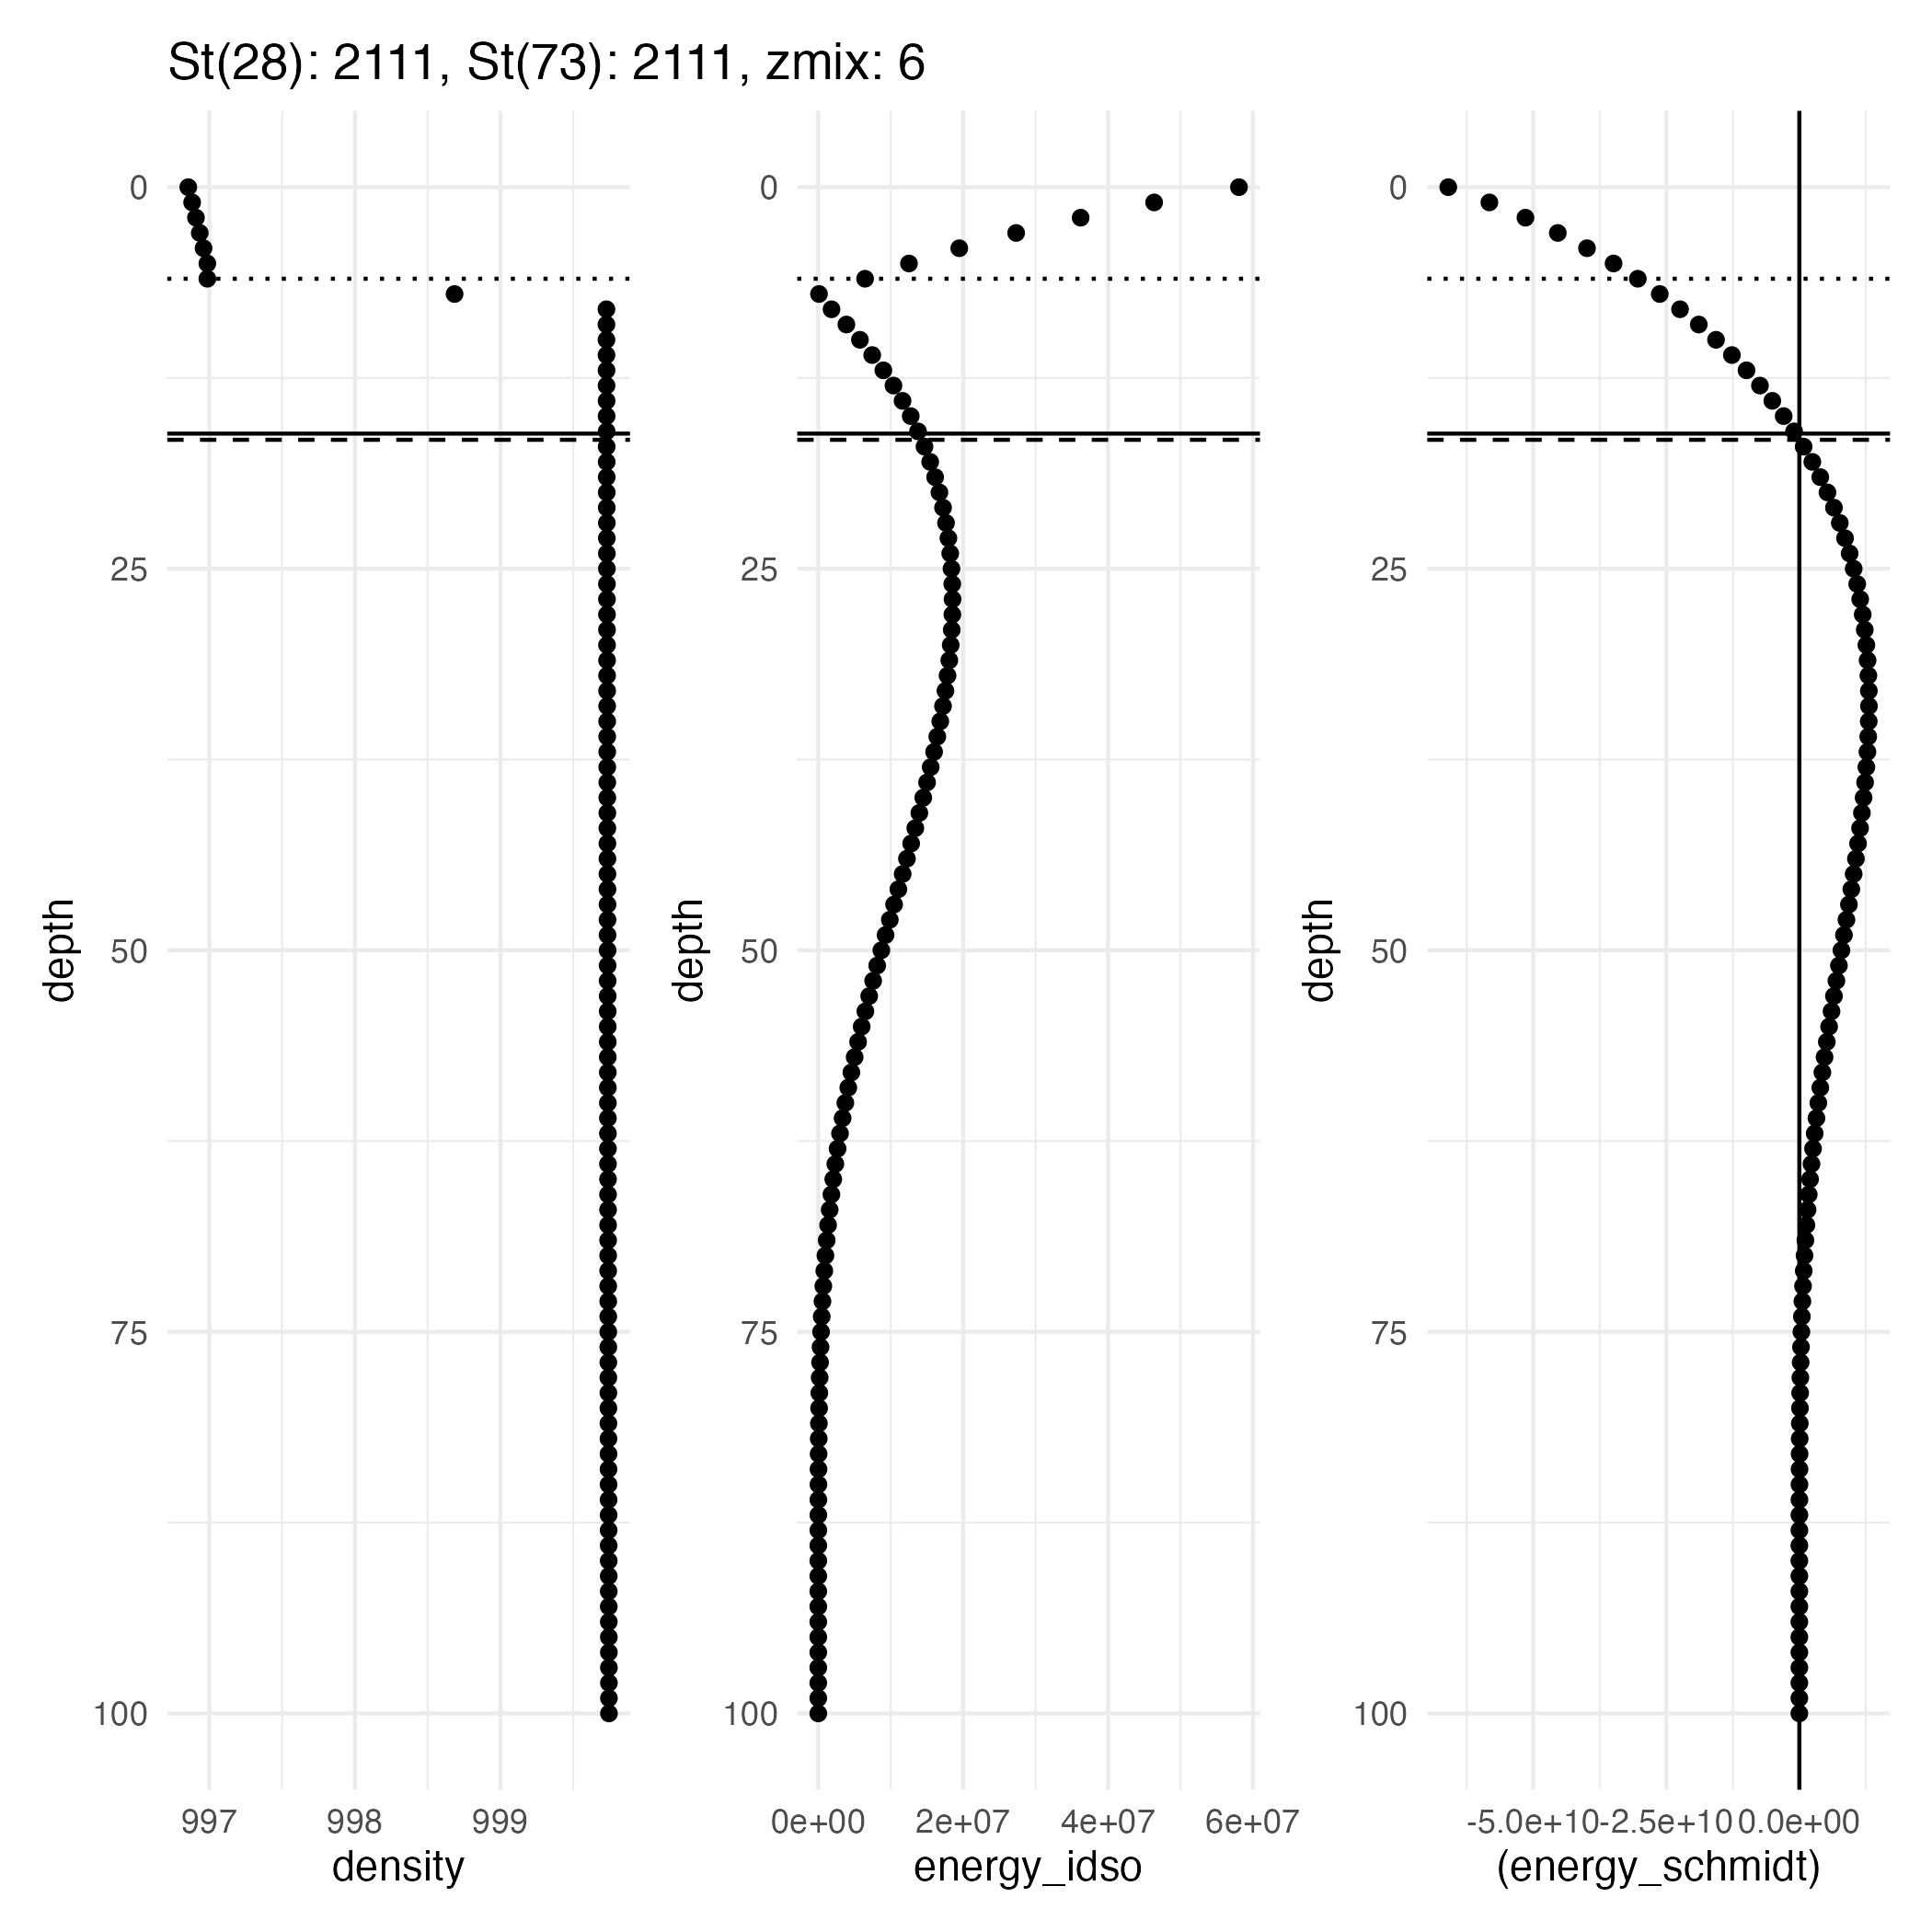 St(28): 2111, St(73): 2111, zmix: 6
0
25
50
75
100
depth
997 998 999
density
0
25
50
75
100
depth
0e+00 2e+07 4e+07 6e+07
energy_idso
0
25
50
75
100
depth
-5.0e+10 -2.5e+10 0.0e+00
(energy_schmidt)